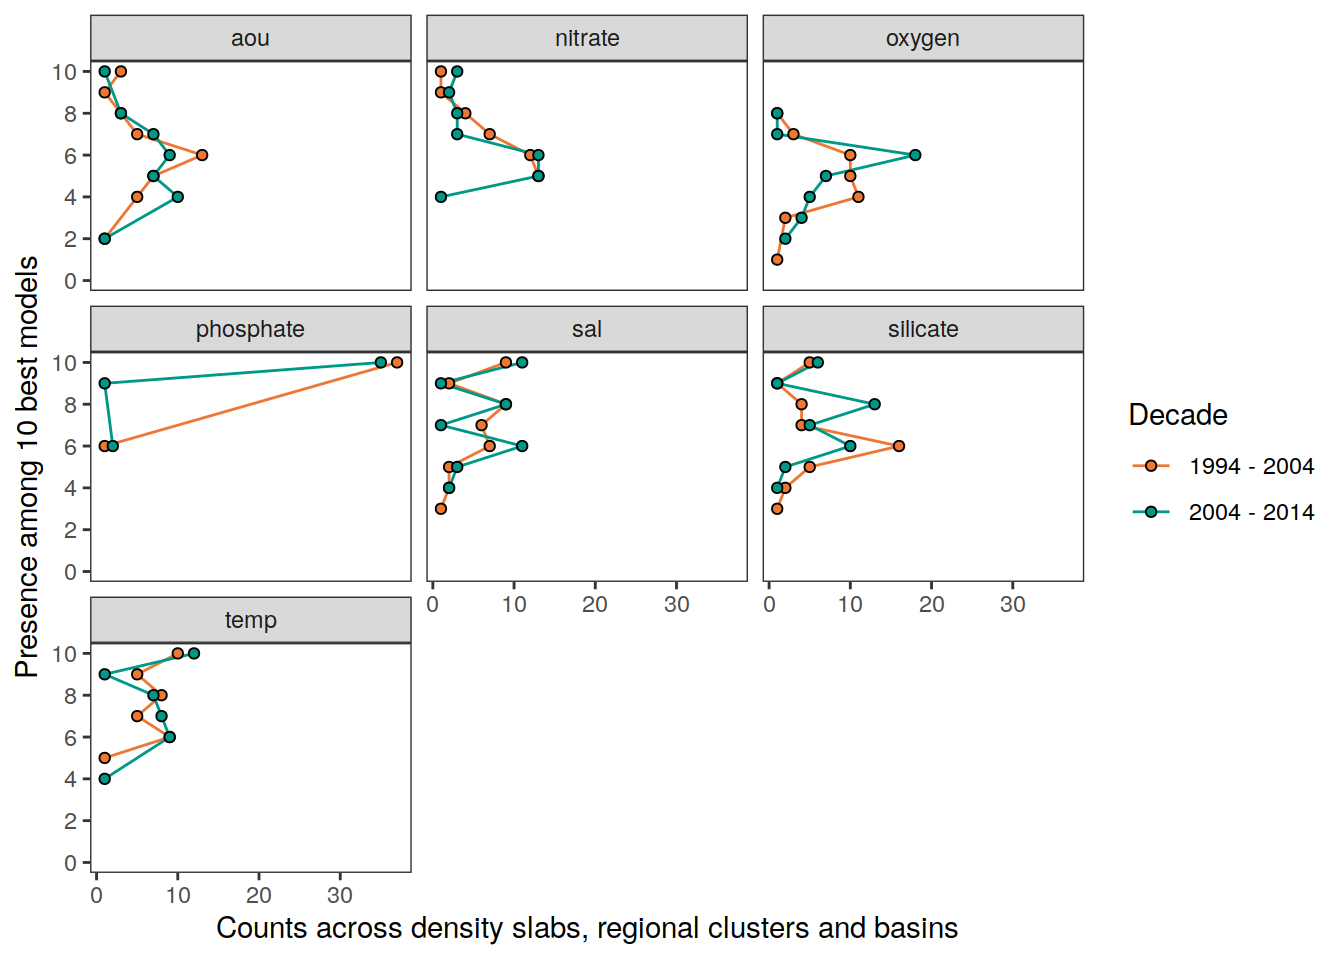 aou
nitrate
oxygen
10
8
6
4
2
0
phosphate
sal
silicate
10
8
6
4
2
0
0 10 20 30
0 10 20 30
temp
10
8
6
4
2
0
0 10 20 30
Presence among 10 best models
Counts across density slabs, regional clusters and basins
Decade
1994 - 2004
2004 - 2014